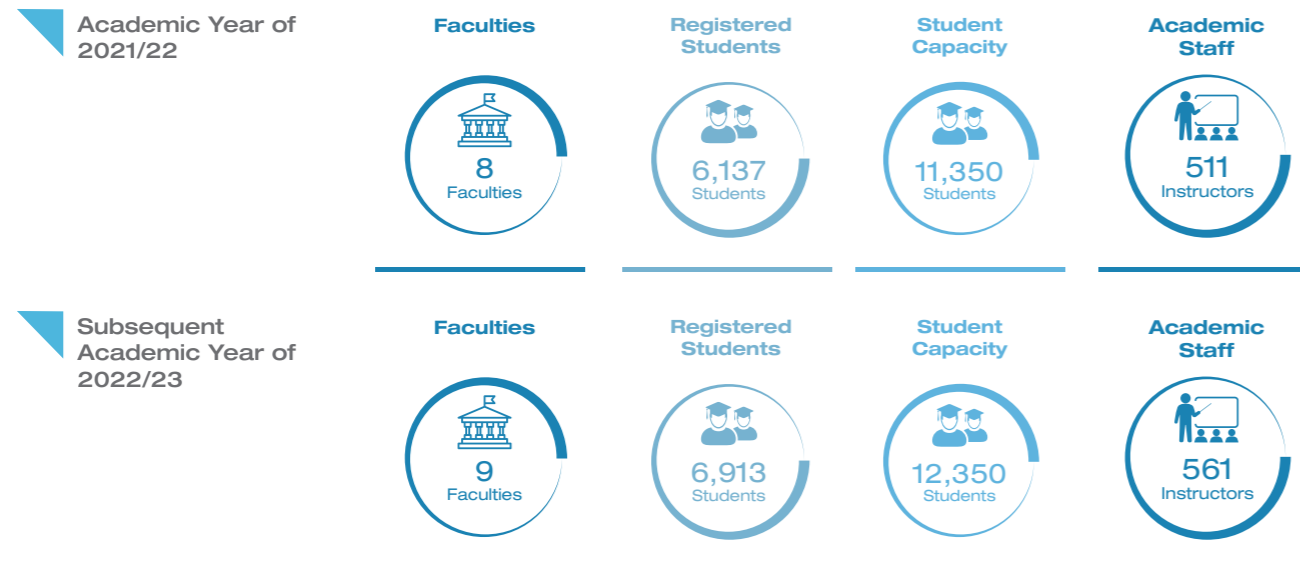 Academic Year of
2021/22
Faculties
8
Faculties
Registered
Students
6,137
Students
Student
Capacity
11,350
Students
Academic
Staff
511
Instructors
Subsequent
Academic Year of
2022/23
Faculties
9
Faculties
Registered
Students
6,913
Students
Student
Capacity
12,350
Students
Academic
Staff
561
Instructors